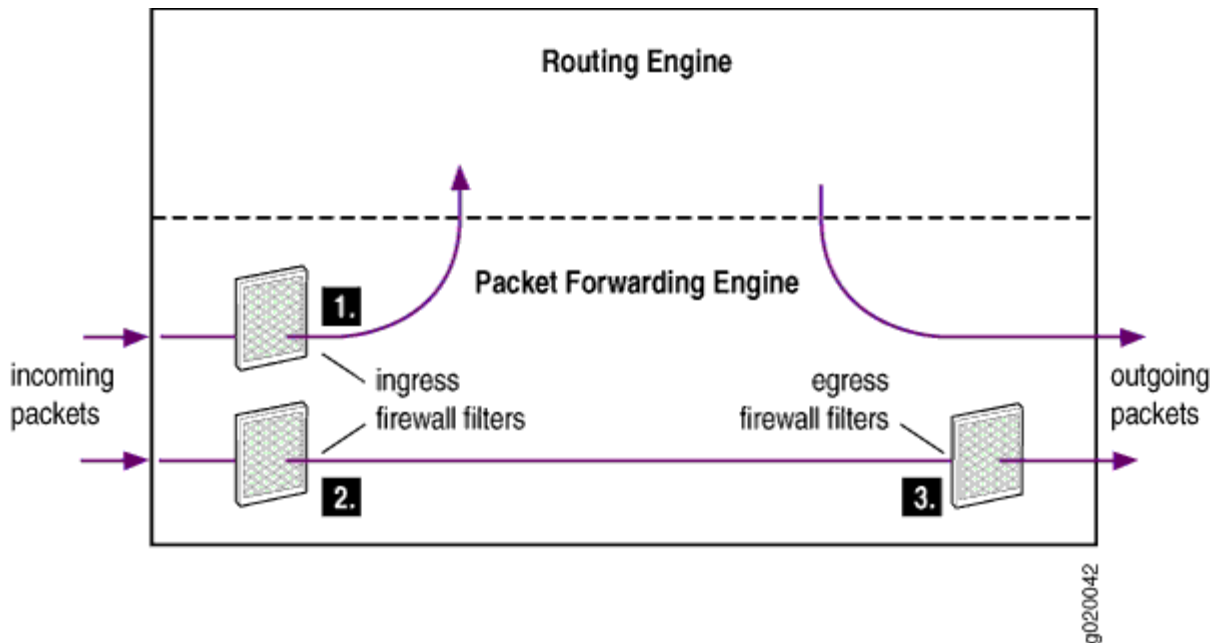 Routing Engine
Packet Forwarding Engine
1.
incoming
packets
ingress
firewall filters
2.
egress
firewall filters
3.
outgoing
packets
g020042